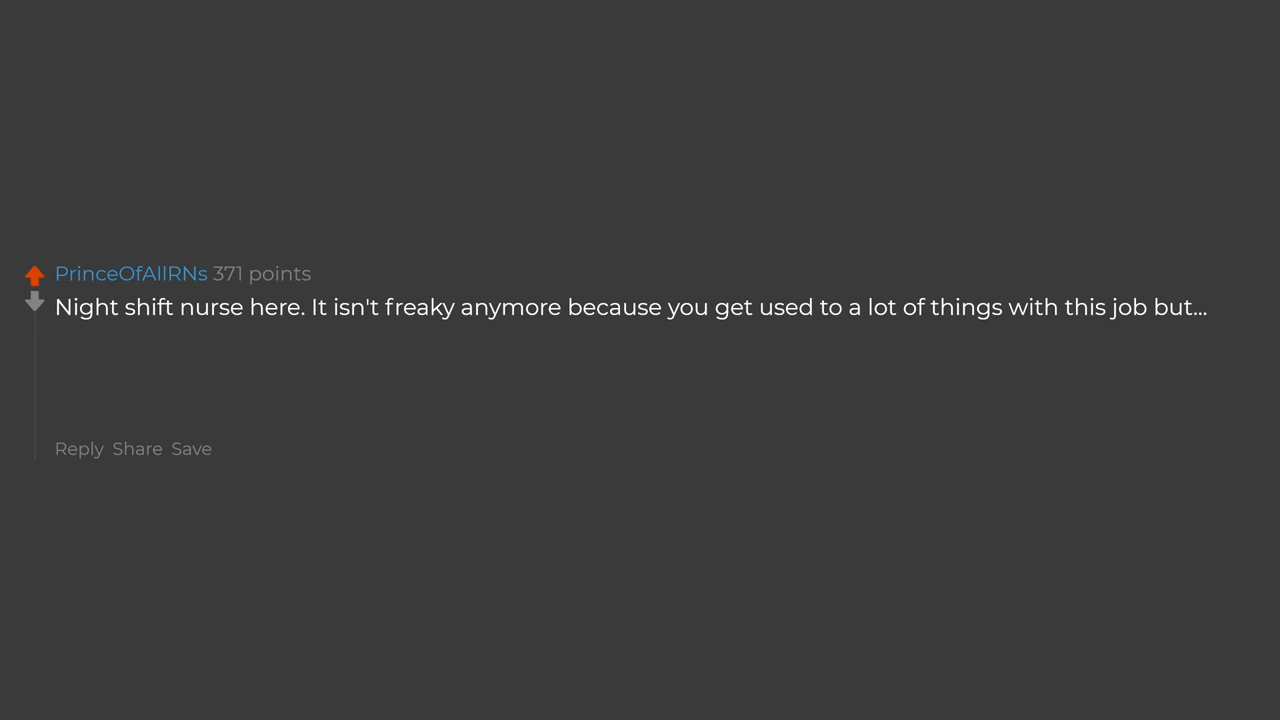 PrinceOfAllRNs 371 points
Night shift nurse here. It isn't freaky anymore because you get used to a lot of things with this job but...
Reply Share Save